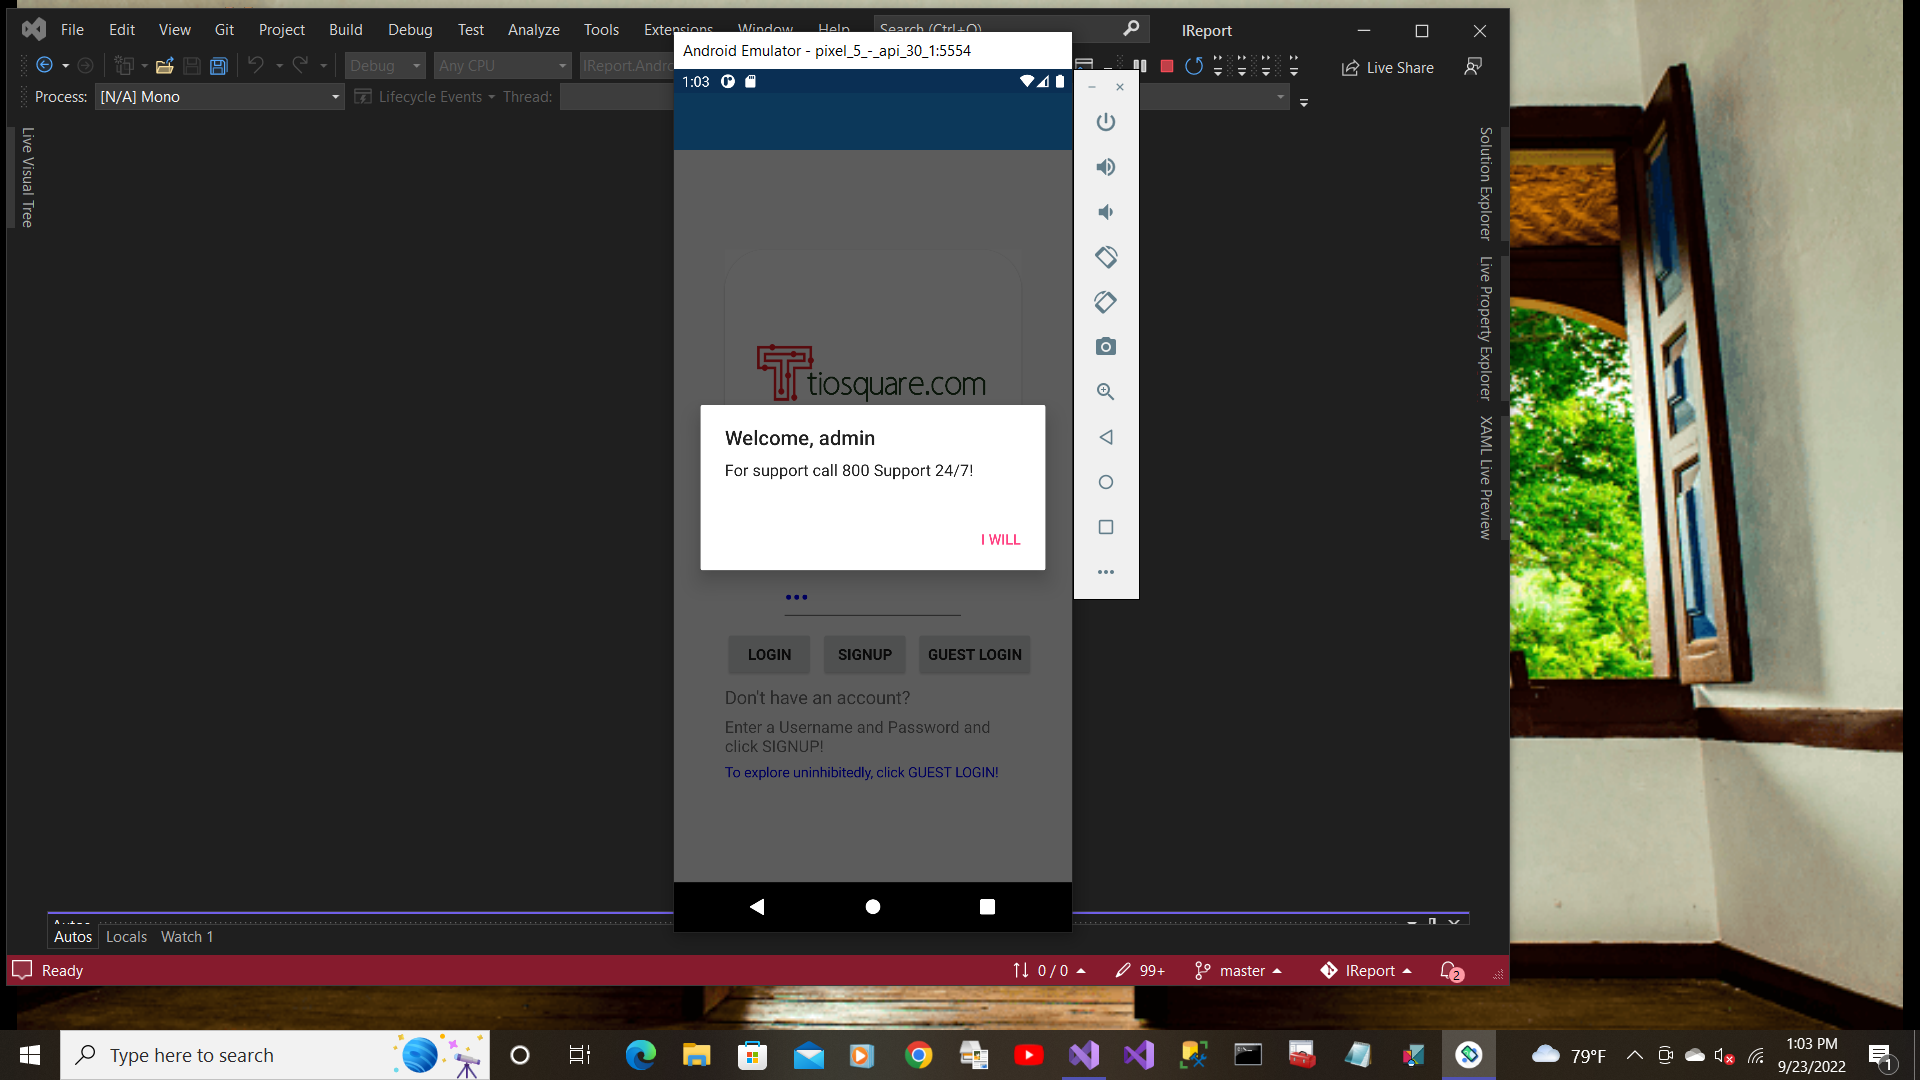 File Edit View Git Project Build Debug Test Analyze Tools Extensions Window Help Search (Ctrl+Q) IReport
Debug Any CPU Live Share
Process: [N/A] Mono Lifecycle Events Thread:
Live Visual Tree
Android Emulator - pixel_5_-_api_30_1:5554
1:03
tiosquare.com
Welcome, admin
For support call 800 Support 24/7!
I WILL
LOGIN SIGNUP GUEST LOGIN
Don't have an account?
Enter a Username and Password and
click SIGNUP!
To explore uninhibitedly, click GUEST LOGIN!
Solution Explorer
Live Property Explorer
XAML Live Preview
Autos
Autos Locals Watch 1
Ready 0 / 0 99+ master IReport 2
Type here to search 79°F 1:03 PM
9/23/2022 1